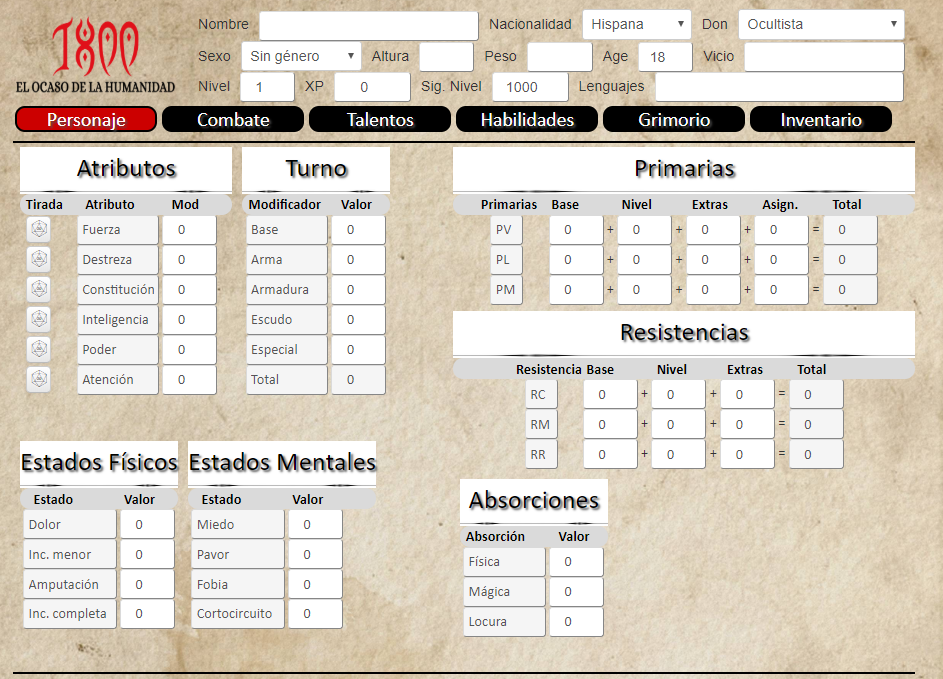 1800
EL OCASO DE LA HUMANIDAD
Nombre Nacionalidad Hispana Don Ocultista
Sexo Sin género Altura Peso Age 18 Vicio
Nivel 1 XP 0 Sig. Nivel 1000 Lenguajes
Personaje Combate Talentos Habilidades Grimorio Inventario
Atributos
Tirada Atributo Mod
Fuerza 0
Destreza 0
Constitución 0
Inteligencia 0
Poder 0
Atención 0
Turno
Modificador Valor
Base 0
Arma 0
Armadura 0
Escudo 0
Especial 0
Total 0
Primarias
Primarias Base Nivel Extras Asign. Total
PV 0 + 0 + 0 + 0 = 0
PL 0 + 0 + 0 + 0 = 0
PM 0 + 0 + 0 + 0 = 0
Resistencias
Resistencia Base Nivel Extras Total
RC 0 + 0 + 0 = 0
RM 0 + 0 + 0 = 0
RR 0 + 0 + 0 = 0
Estados Físicos
Estado Valor
Dolor 0
Inc. menor 0
Amputación 0
Inc. completa 0
Estados Mentales
Estado Valor
Miedo 0
Pavor 0
Fobia 0
Cortocircuito 0
Absorciones
Absorción Valor
Física 0
Mágica 0
Locura 0